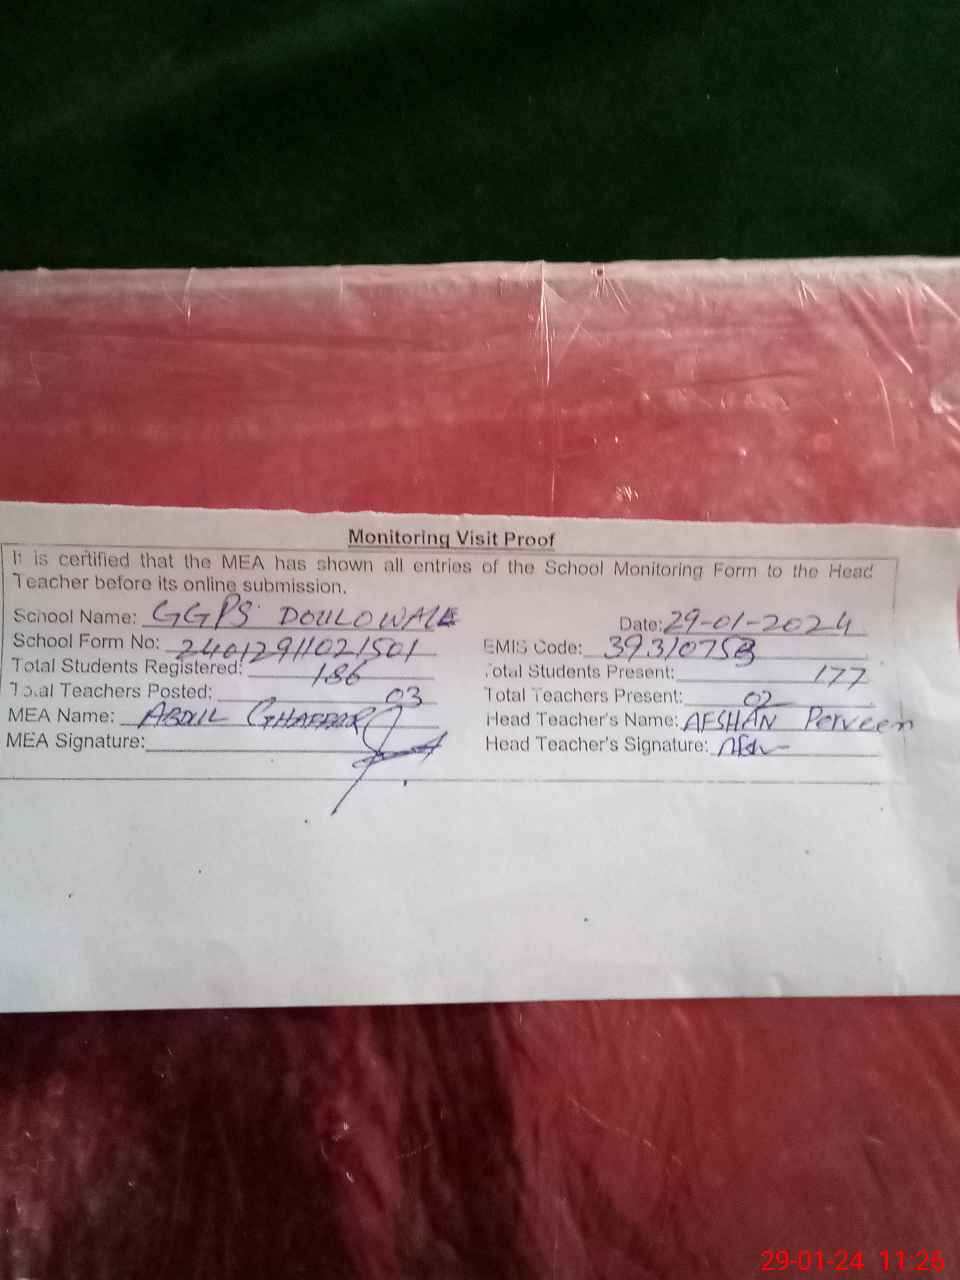 Monitoring Visit Proof
It is certified that the MEA has shown all entries of the School Monitoring Form to the Head
Teacher before its online submission.
School Name: GGPS DOULOWALE Date: 29-01-2024
School Form No: 24012911021501 EMIS Code: 39310753
Total Students Registered: 186 Total Students Present: 177
Total Teachers Posted: 03 Total Teachers Present: 02
MEA Name: ABDUL GHAFFAR Head Teacher's Name: AFSHAN Perveen
MEA Signature: Head Teacher's Signature:
29-01-24 11:26